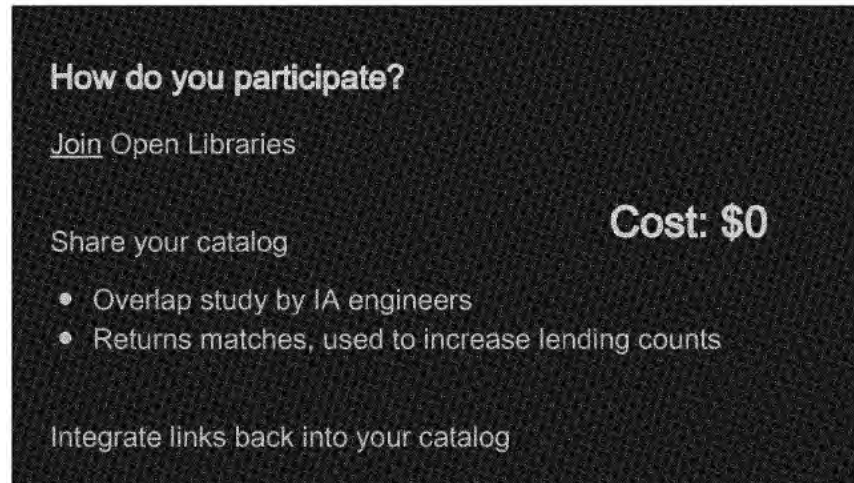 How do you participate?
Join Open Libraries
Cost: $0
Share your catalog
• Overlap study by IA engineers
• Returns matches, used to increase lending counts
Integrate links back into your catalog